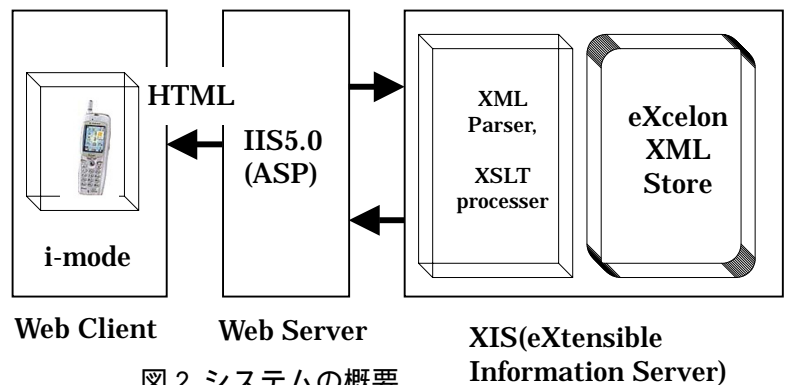 HTML
i-mode
IIS5.0
(ASP)
XML
Parser,
XSLT
processer
eXcelon
XML
Store
Web Client
Web Server
XIS(eXtensible
Information Server)
図2 システムの概要